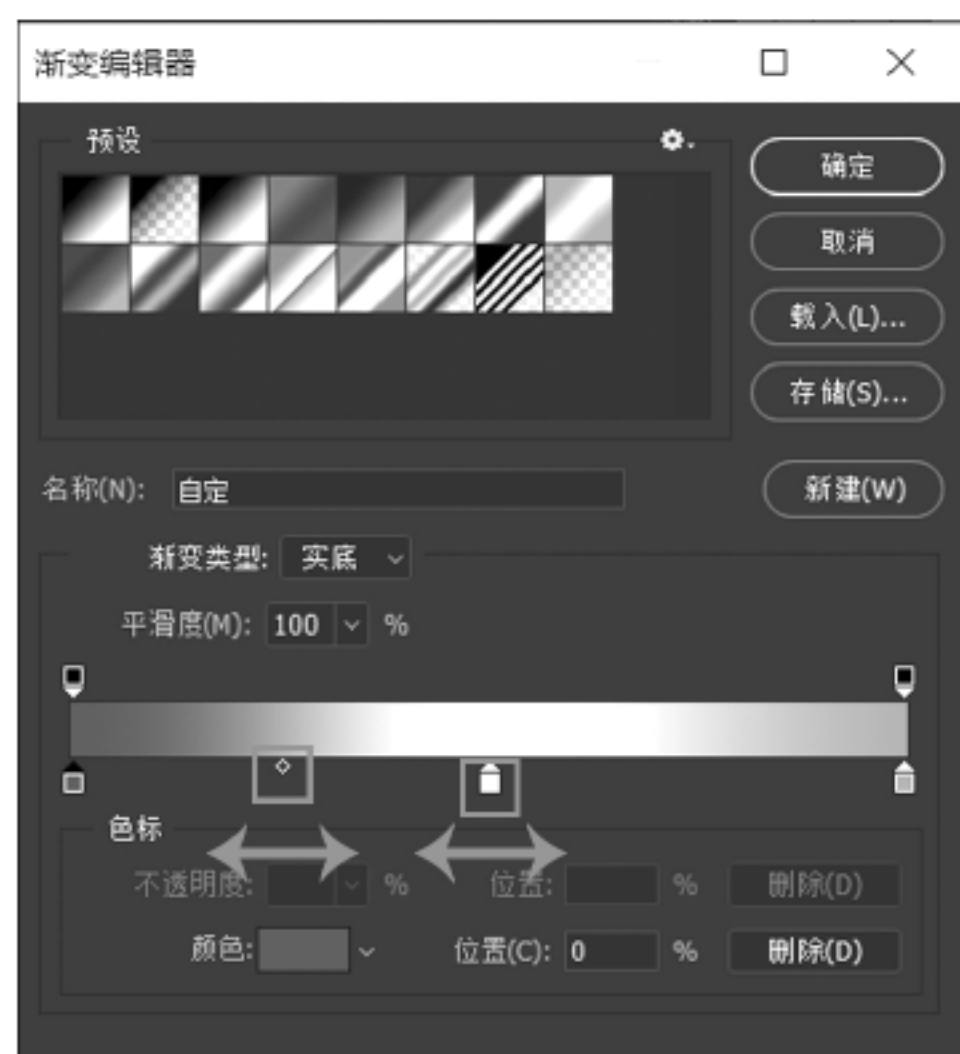 渐变编辑器
预设
确定
取消
载入(L)...
存储(S)...
名称(N): 自定
新建(W)
渐变类型: 实底
平滑度(M): 100 %
色标
不透明度: % 位置: % 删除(D)
颜色: 位置(C): 0 % 删除(D)